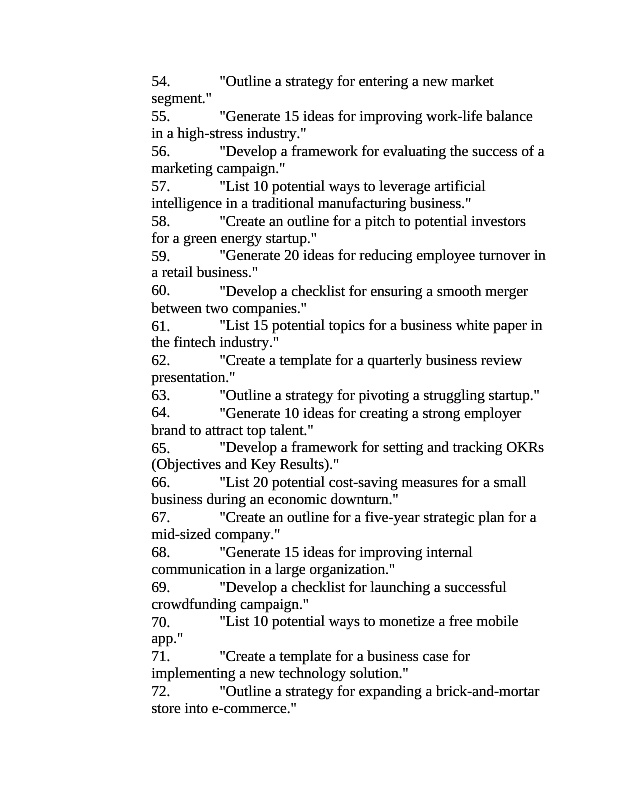 54. "Outline a strategy for entering a new market
segment."
55. "Generate 15 ideas for improving work-life balance
in a high-stress industry."
56. "Develop a framework for evaluating the success of a
marketing campaign."
57. "List 10 potential ways to leverage artificial
intelligence in a traditional manufacturing business."
58. "Create an outline for a pitch to potential investors
for a green energy startup."
59. "Generate 20 ideas for reducing employee turnover in
a retail business."
60. "Develop a checklist for ensuring a smooth merger
between two companies."
61. "List 15 potential topics for a business white paper in
the fintech industry."
62. "Create a template for a quarterly business review
presentation."
63. "Outline a strategy for pivoting a struggling startup."
64. "Generate 10 ideas for creating a strong employer
brand to attract top talent."
65. "Develop a framework for setting and tracking OKRs
(Objectives and Key Results)."
66. "List 20 potential cost-saving measures for a small
business during an economic downturn."
67. "Create an outline for a five-year strategic plan for a
mid-sized company."
68. "Generate 15 ideas for improving internal
communication in a large organization."
69. "Develop a checklist for launching a successful
crowdfunding campaign."
70. "List 10 potential ways to monetize a free mobile
app."
71. "Create a template for a business case for
implementing a new technology solution."
72. "Outline a strategy for expanding a brick-and-mortar
store into e-commerce."